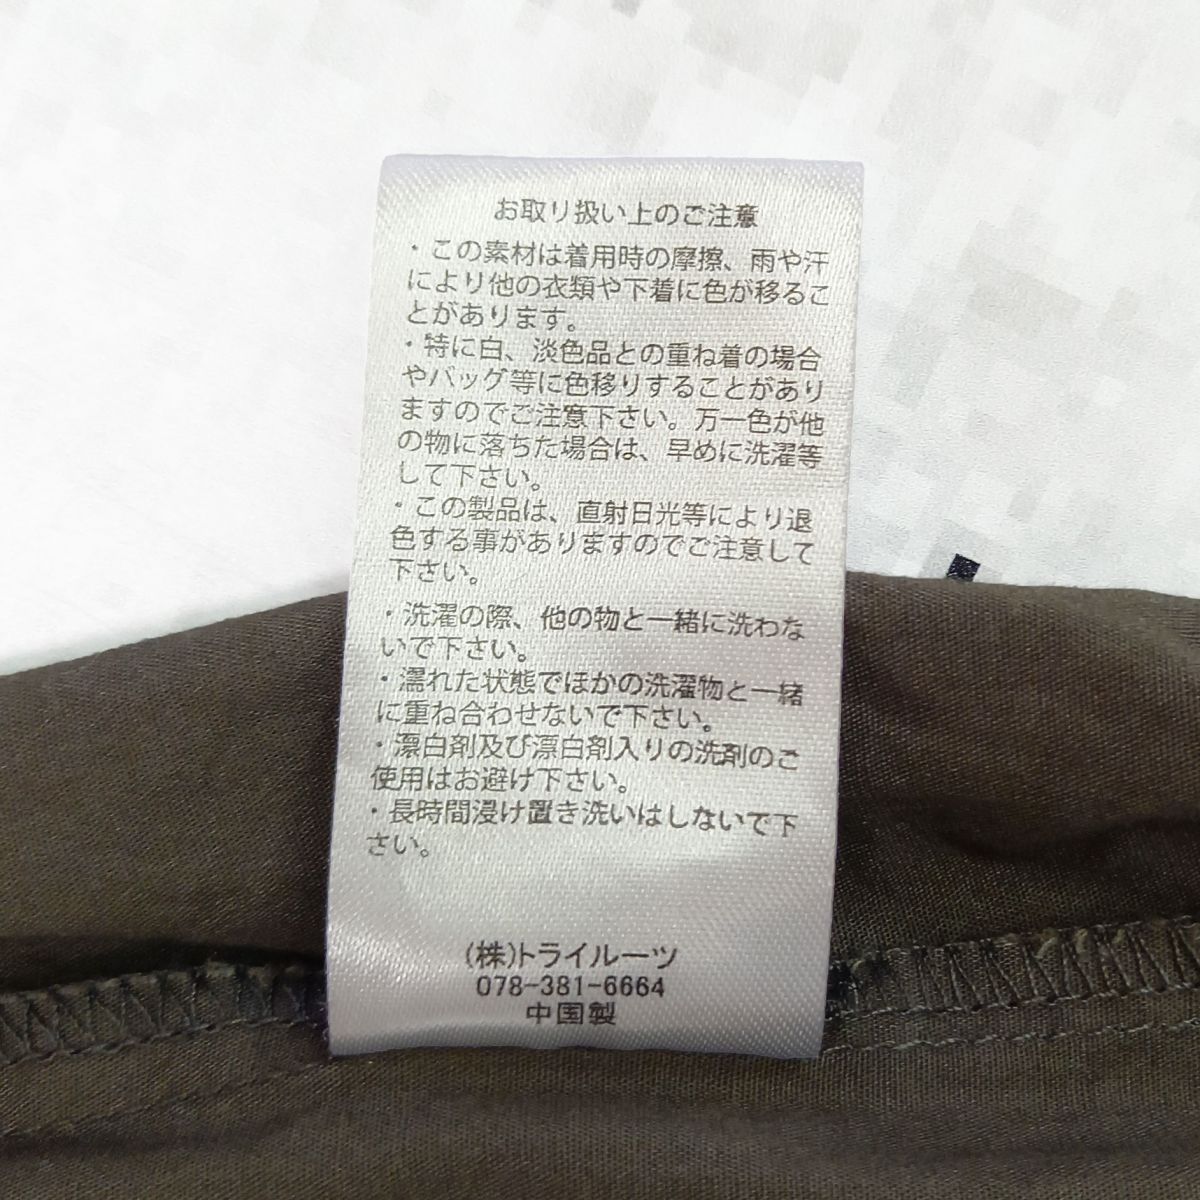 お取り扱い上のご注意
・この素材は着用時の摩擦、雨や汗
により他の衣類や下着に色が移るこ
とがあります。
・特に白、淡色品との重ね着の場合
やバッグ等に色移りすることがあり
ますのでご注意下さい。万一色が他
の物に落ちた場合は、早めに洗濯等
して下さい。
・この製品は、直射日光等により退
色する事がありますのでご注意して
下さい。
・洗濯の際、他の物と一緒に洗わな
いで下さい。
・濡れた状態でほかの洗濯物と一緒
に重ね合わせないで下さい。
・漂白剤及び漂白剤入りの洗剤のご
使用はお避け下さい。
・長時間浸け置き洗いはしないで下
さい。
(株)トライルーツ
078-381-6664
中国製